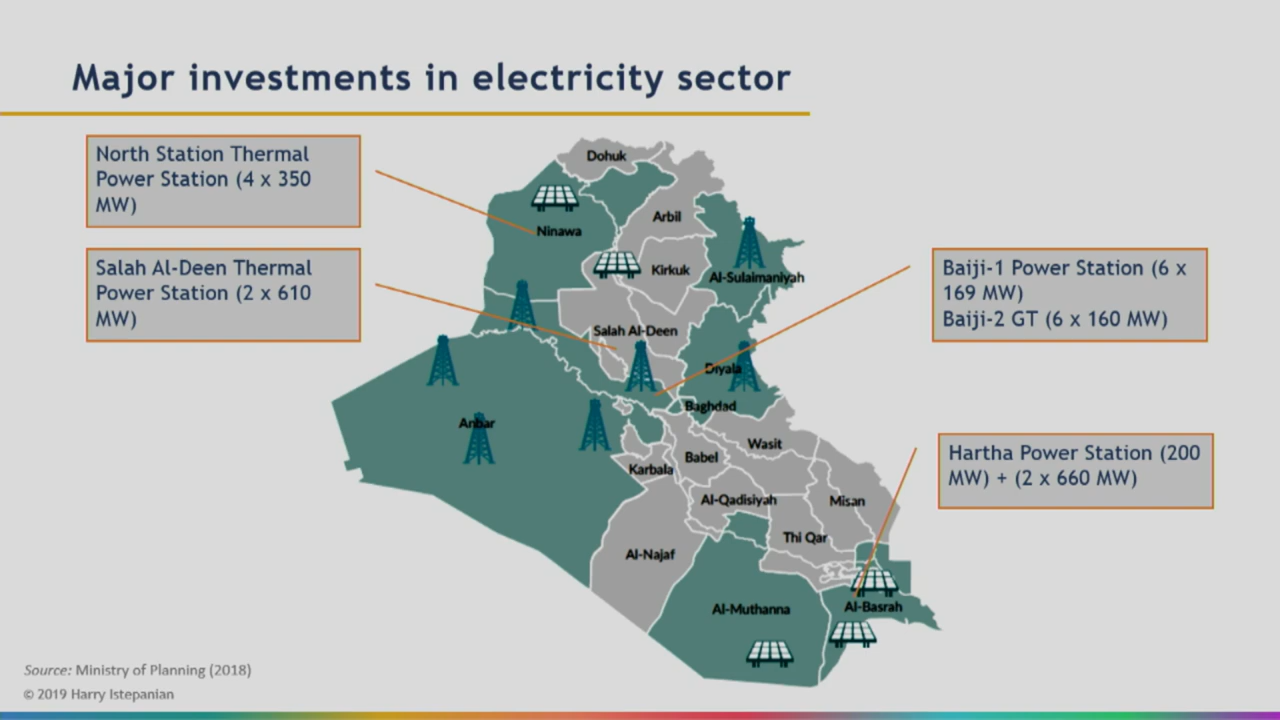 Major investments in electricity sector
North Station Thermal
Power Station (4 x 350
MW)
Salah Al-Deen Thermal
Power Station (2 x 610
MW)
Baiji-1 Power Station (6 x
169 MW)
Baiji-2 GT (6 x 160 MW)
Hartha Power Station (200
MW) + (2 x 660 MW)
Dohuk
Ninawa
Arbil
Kirkuk
Al-Sulaimaniyah
Salah Al-Deen
Diyala
Baghdad
Anbar
Wasit
Babel
Karbala
Al-Qadisiyah
Misan
Thi Qar
Al-Najaf
Al-Muthanna
Al-Basrah
Source: Ministry of Planning (2018)
© 2019 Harry Istepanian